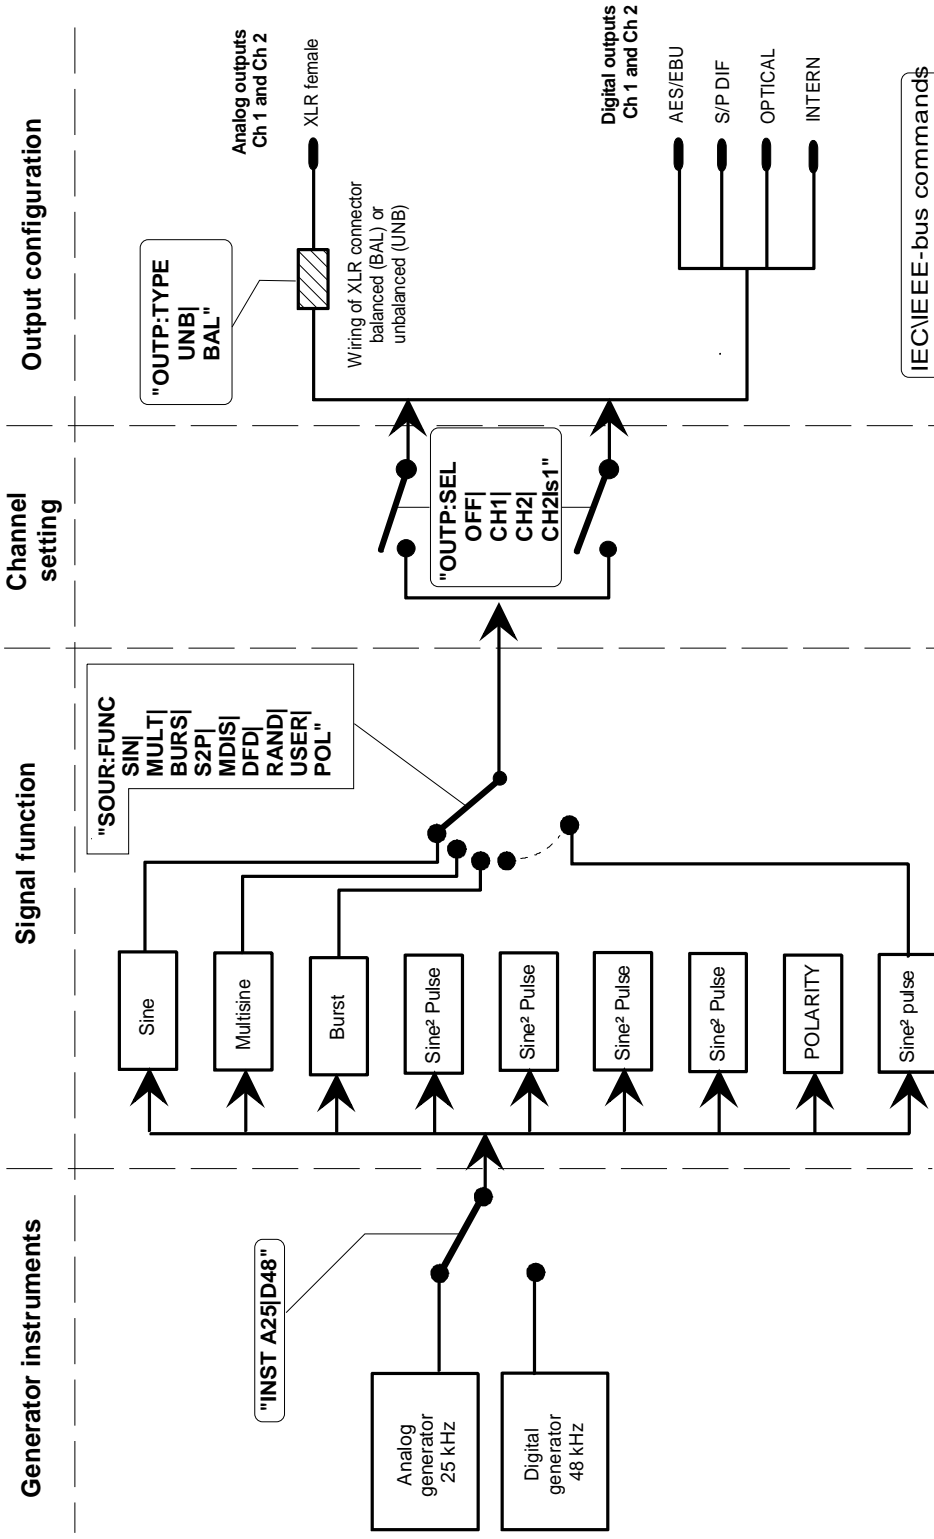 Generator instruments
Signal function
Channel
setting
Output configuration
"INST A25|D48"
Analog
generator
25 kHz
Digital
generator
48 kHz
Sine
Multisine
Burst
Sine² Pulse
Sine² Pulse
Sine² Pulse
Sine² Pulse
POLARITY
Sine² pulse
"SOUR:FUNC
SIN|
MULT|
BURS|
S2P|
MDIS|
DFD|
RAND|
USER|
POL"
"OUTP:SEL
OFF|
CH1|
CH2|
CH2Is1"
"OUTP:TYPE
UNB|
BAL"
Analog outputs
Ch 1 and Ch 2
XLR female
Wiring of XLR connector
balanced (BAL) or
unbalanced (UNB)
Digital outputs
Ch 1 and Ch 2
AES/EBU
S/P DIF
OPTICAL
INTERN
IEC\IEEE-bus commands